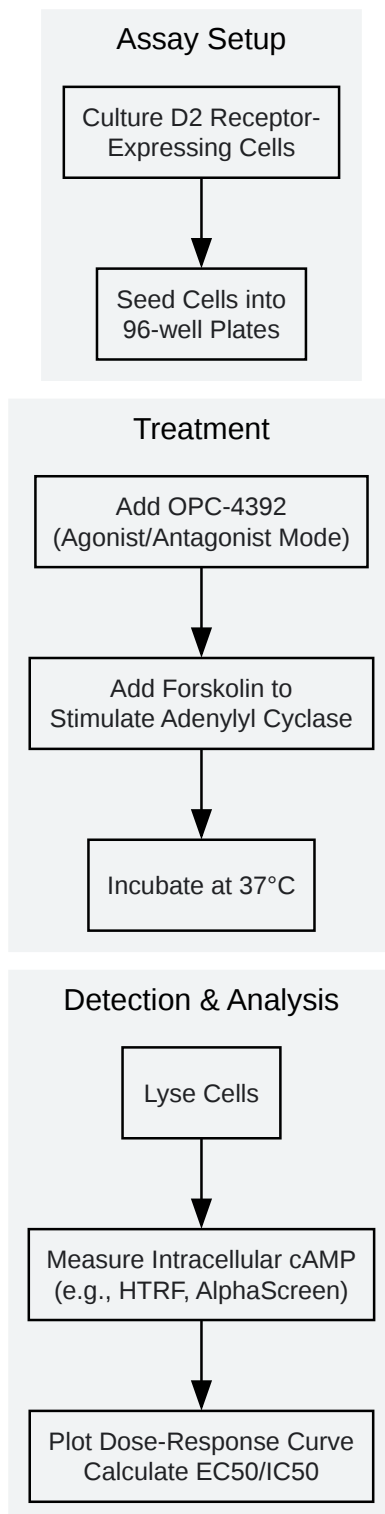 Assay Setup
Culture D2 Receptor-
Expressing Cells
Seed Cells into
96-well Plates
Treatment
Add OPC-4392
(Agonist/Antagonist Mode)
Add Forskolin to
Stimulate Adenylyl Cyclase
Incubate at 37°C
Detection & Analysis
Lyse Cells
Measure Intracellular cAMP
(e.g., HTRF, AlphaScreen)
Plot Dose-Response Curve
Calculate EC50/IC50